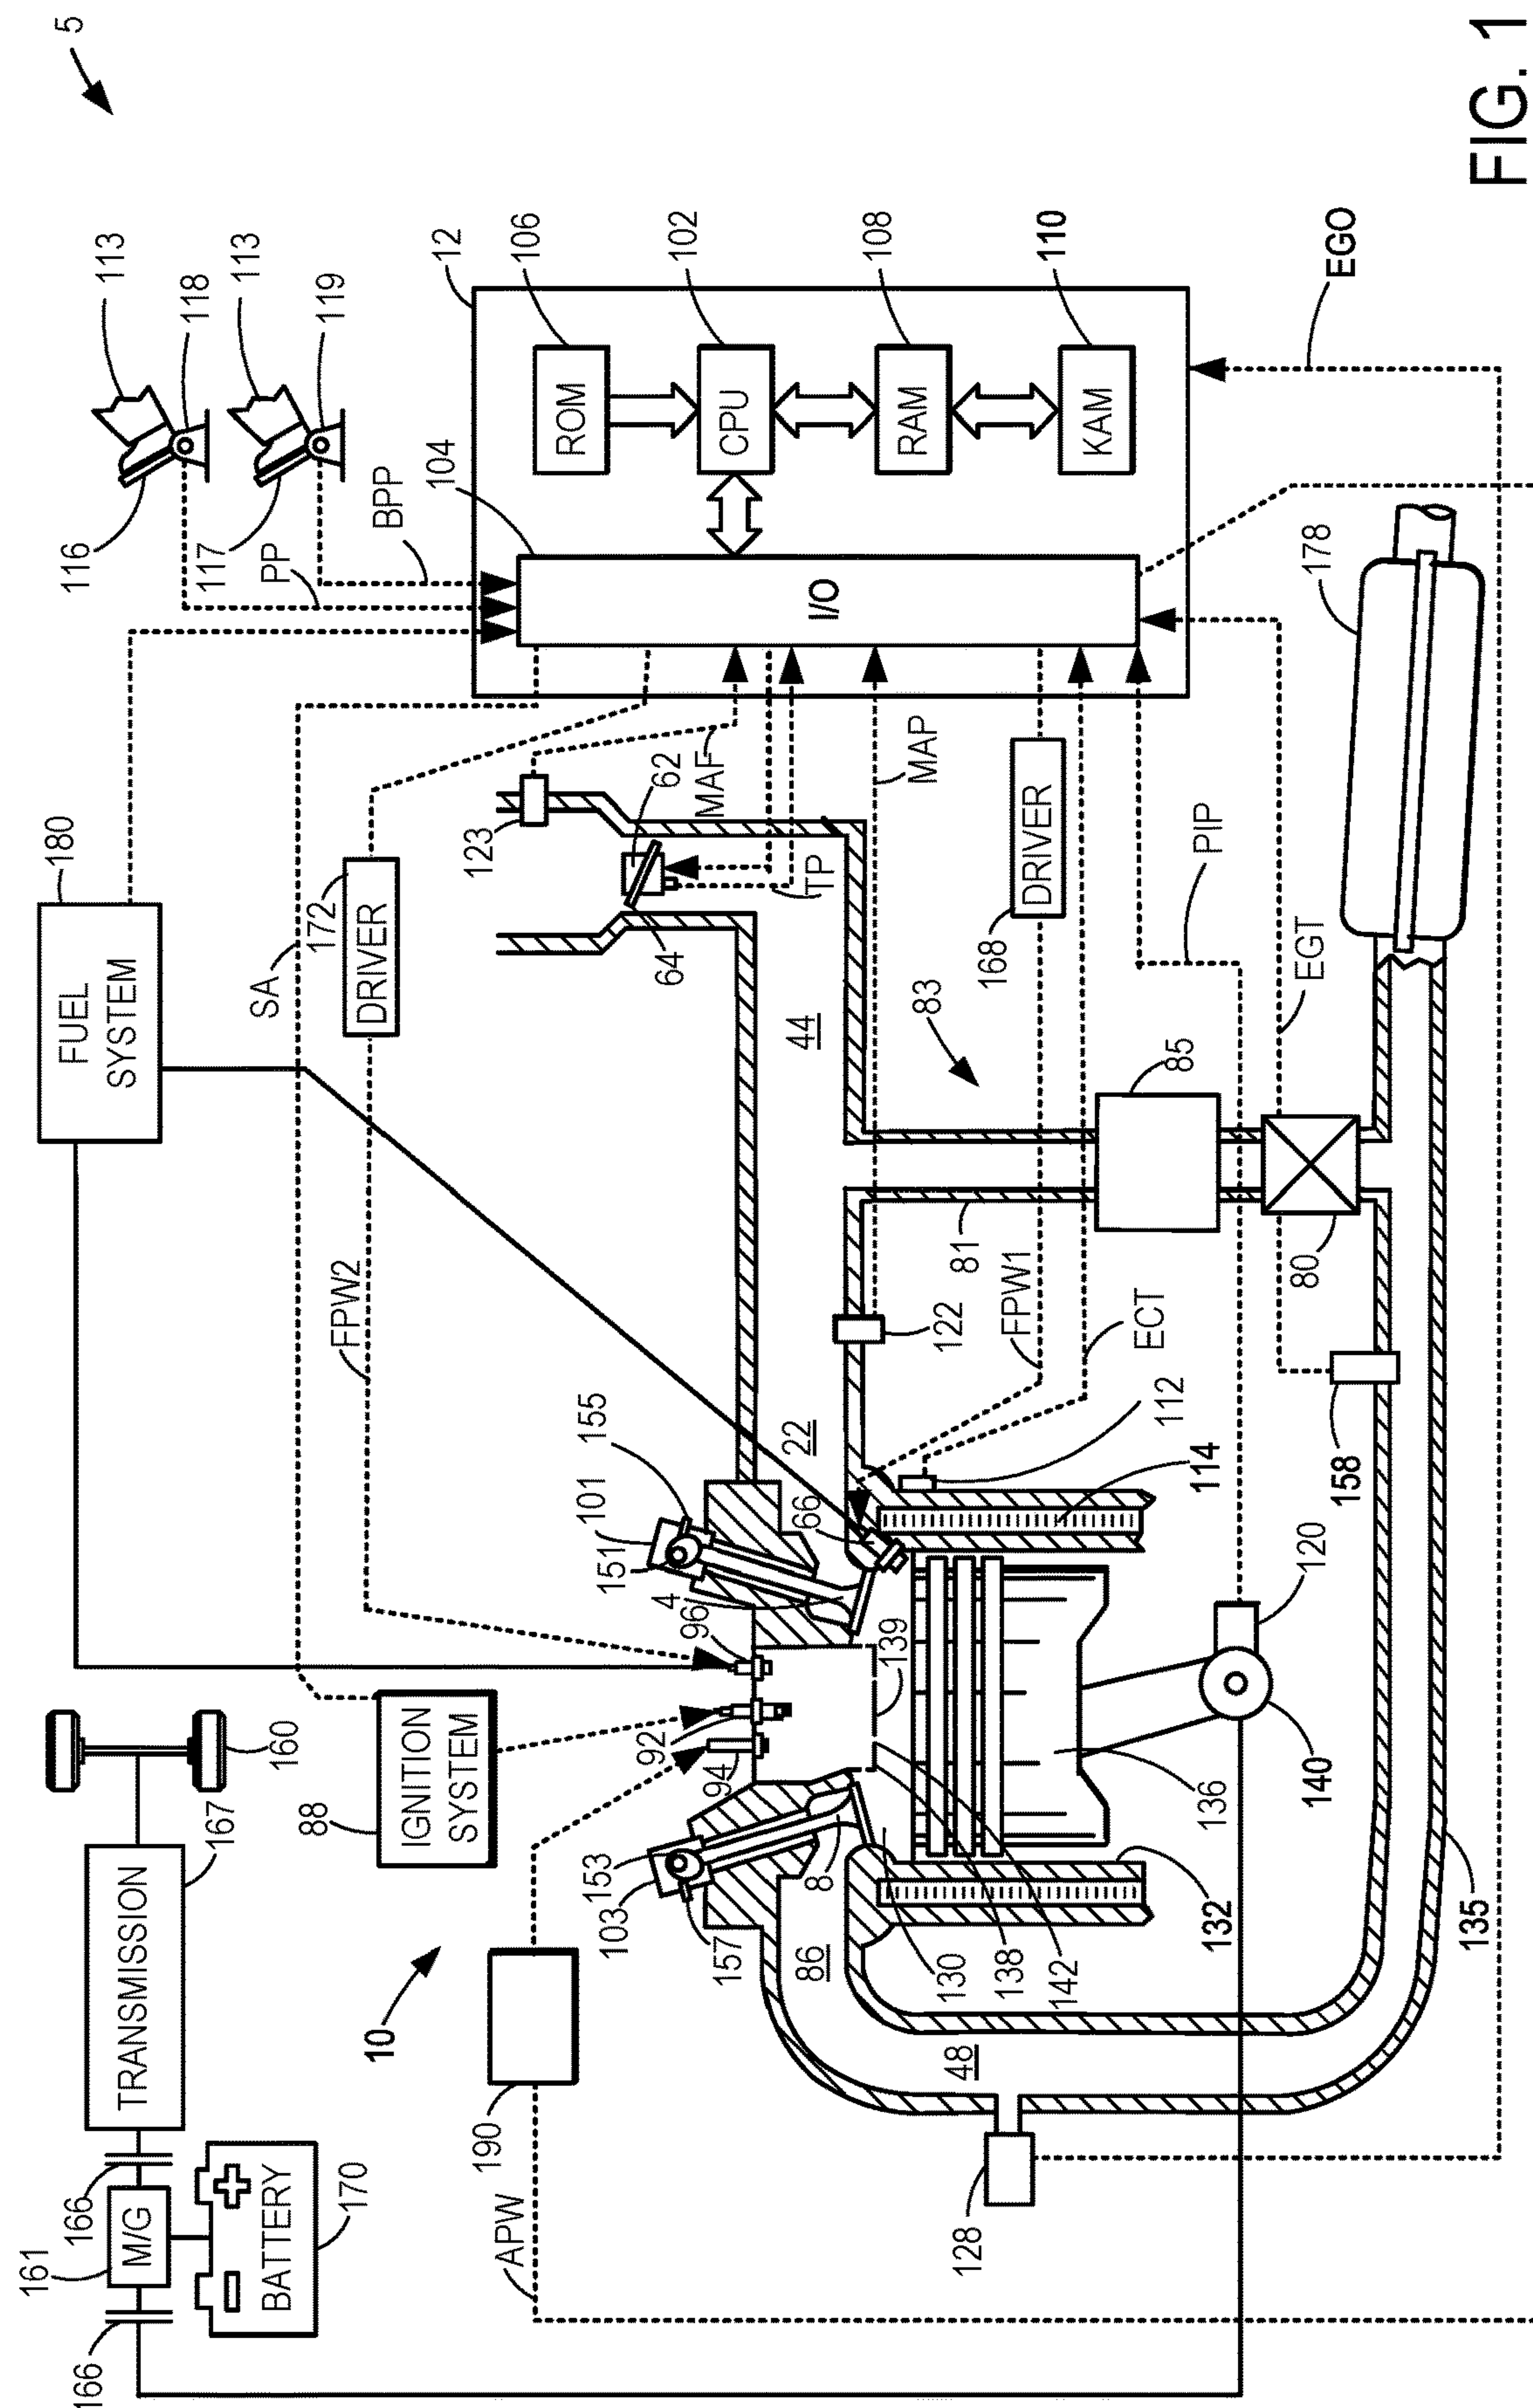 FIG. 1
5
113
118
113
119
116
117
PP
BPP
12
106
102
108
110
104
ROM
CPU
RAM
KAM
I/O
EGO
180
FUEL
SYSTEM
SA
172
DRIVER
FPW2
123
MAF
62
64
TP
MAP
168
DRIVER
PIP
EGT
178
44
83
85
81
80
122
FPW1
ECT
112
114
158
22
155
101
151
4
96
66
139
92
94
120
140
136
160
167
TRANSMISSION
88
IGNITION
SYSTEM
153
103
157
8
86
130
138
142
132
135
10
190
48
128
APW
161
166
166
M/G
BATTERY
170